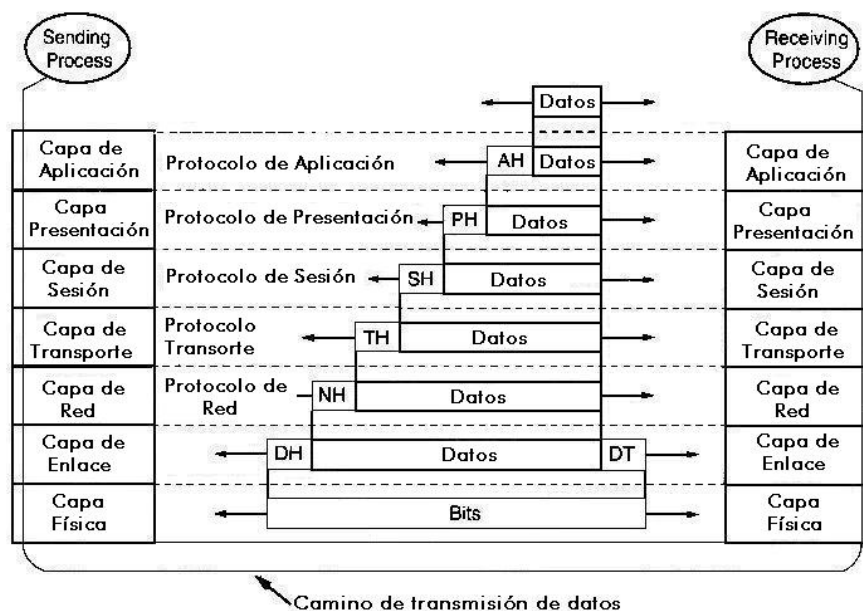 Sending
Process
Receiving
Process
Datos
Capa de
Aplicación
Protocolo de Aplicación
AH
Datos
Capa de
Aplicación
Capa
Presentación
Protocolo de Presentación
PH
Datos
Capa
Presentación
Capa de
Sesión
Protocolo de Sesión
SH
Datos
Capa de
Sesión
Capa de
Transporte
Protocolo
Transorte
TH
Datos
Capa de
Transporte
Capa de
Red
Protocolo de
Red
NH
Datos
Capa de
Red
Capa de
Enlace
DH
Datos
DT
Capa de
Enlace
Capa
Física
Bits
Capa
Física
Camino de transmisión de datos